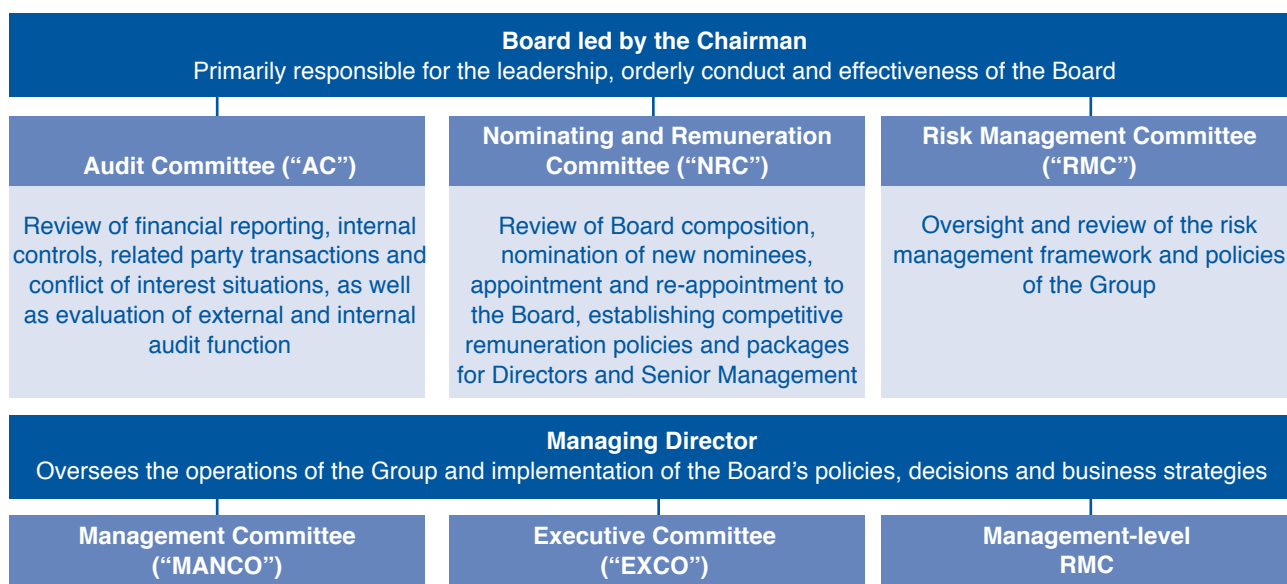 Board led by the Chairman
Primarily responsible for the leadership, orderly conduct and effectiveness of the Board
Audit Committee (“AC”)
Nominating and Remuneration
Committee (“NRC”)
Risk Management Committee
(“RMC”)
Review of financial reporting, internal
controls, related party transactions and
conflict of interest situations, as well
as evaluation of external and internal
audit function
Review of Board composition,
nomination of new nominees,
appointment and re-appointment to
the Board, establishing competitive
remuneration policies and packages
for Directors and Senior Management
Oversight and review of the risk
management framework and policies
of the Group
Managing Director
Oversees the operations of the Group and implementation of the Board’s policies, decisions and business strategies
Management Committee
(“MANCO”)
Executive Committee
(“EXCO”)
Management-level
RMC